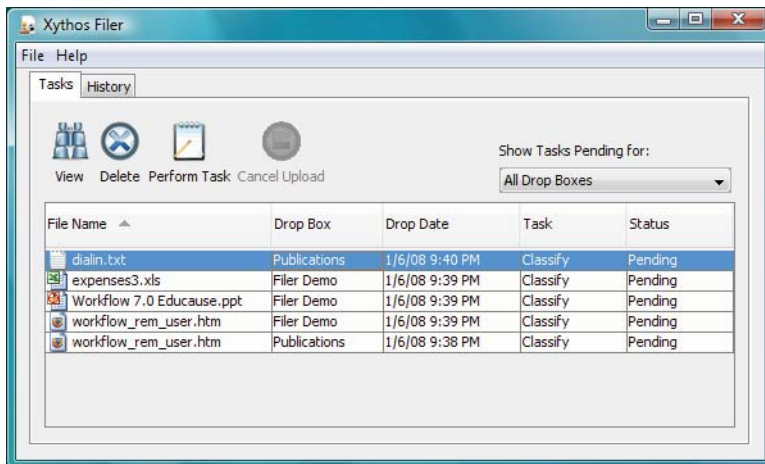 Xythos Filer
File Help
Tasks History
Show Tasks Pending for:
View Delete Perform Task Cancel Upload
All Drop Boxes
File Name Drop Box Drop Date Task Status
dialin.txt Publications 1/6/08 9:40 PM Classify Pending
expenses3.xls Filer Demo 1/6/08 9:39 PM Classify Pending
Workflow 7.0 Educause.ppt Filer Demo 1/6/08 9:39 PM Classify Pending
workflow_rem_user.htm Filer Demo 1/6/08 9:39 PM Classify Pending
workflow_rem_user.htm Publications 1/6/08 9:38 PM Classify Pending